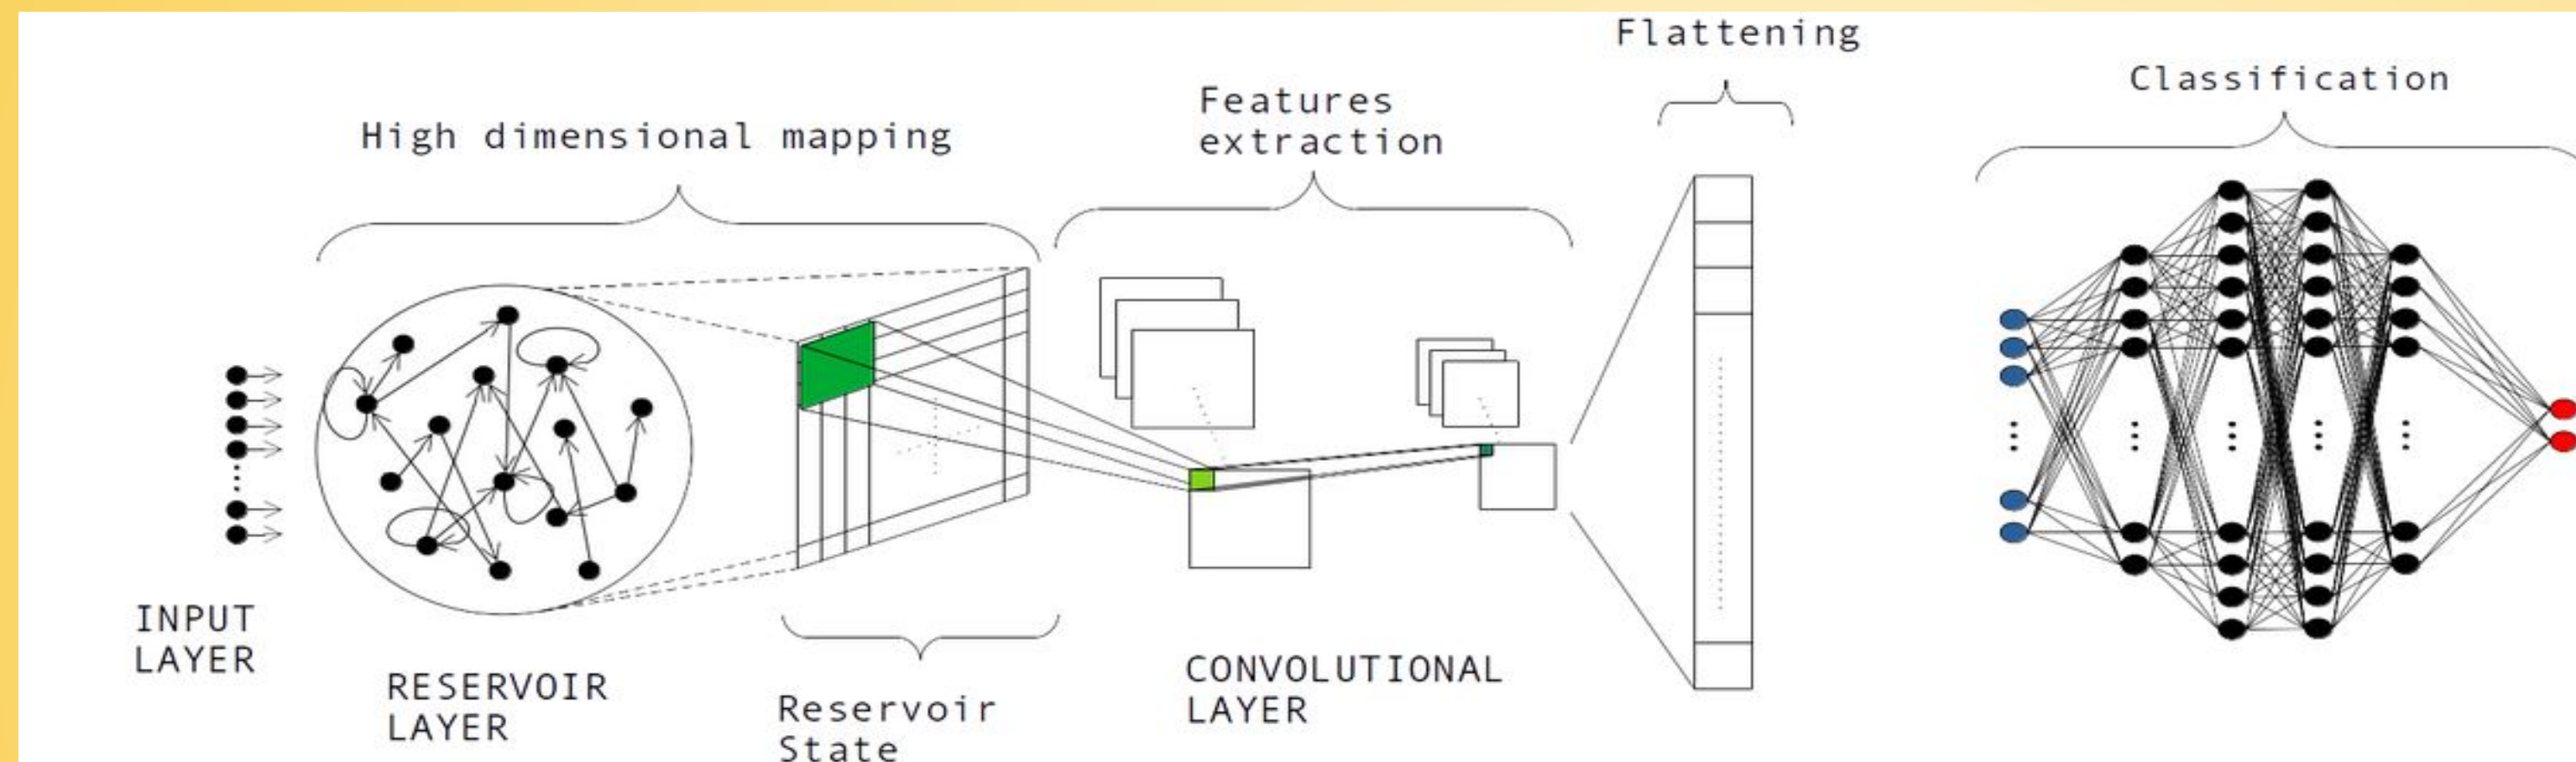 Flattening
Classification
Features
extraction
High dimensional mapping
INPUT
LAYER
RESERVOIR
LAYER
Reservoir
State
CONVOLUTIONAL
LAYER